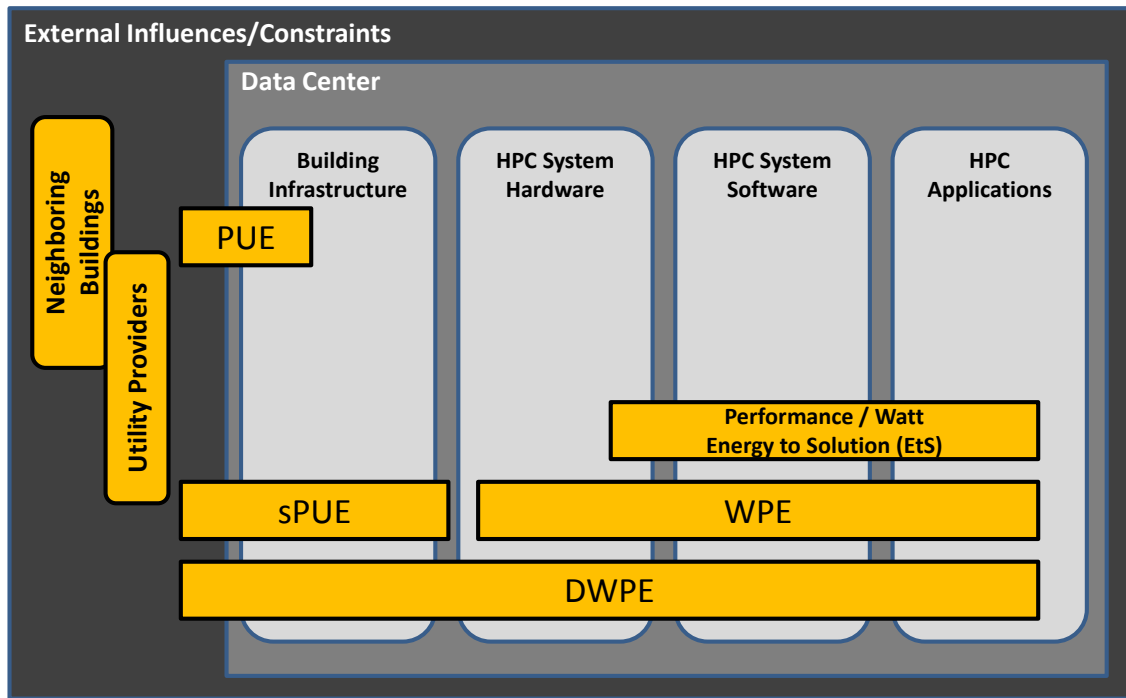 External Influences/Constraints
Data Center
Neighboring
Buildings
Utility Providers
Building
Infrastructure
HPC System
Hardware
HPC System
Software
HPC
Applications
PUE
Performance / Watt
Energy to Solution (EtS)
sPUE
WPE
DWPE